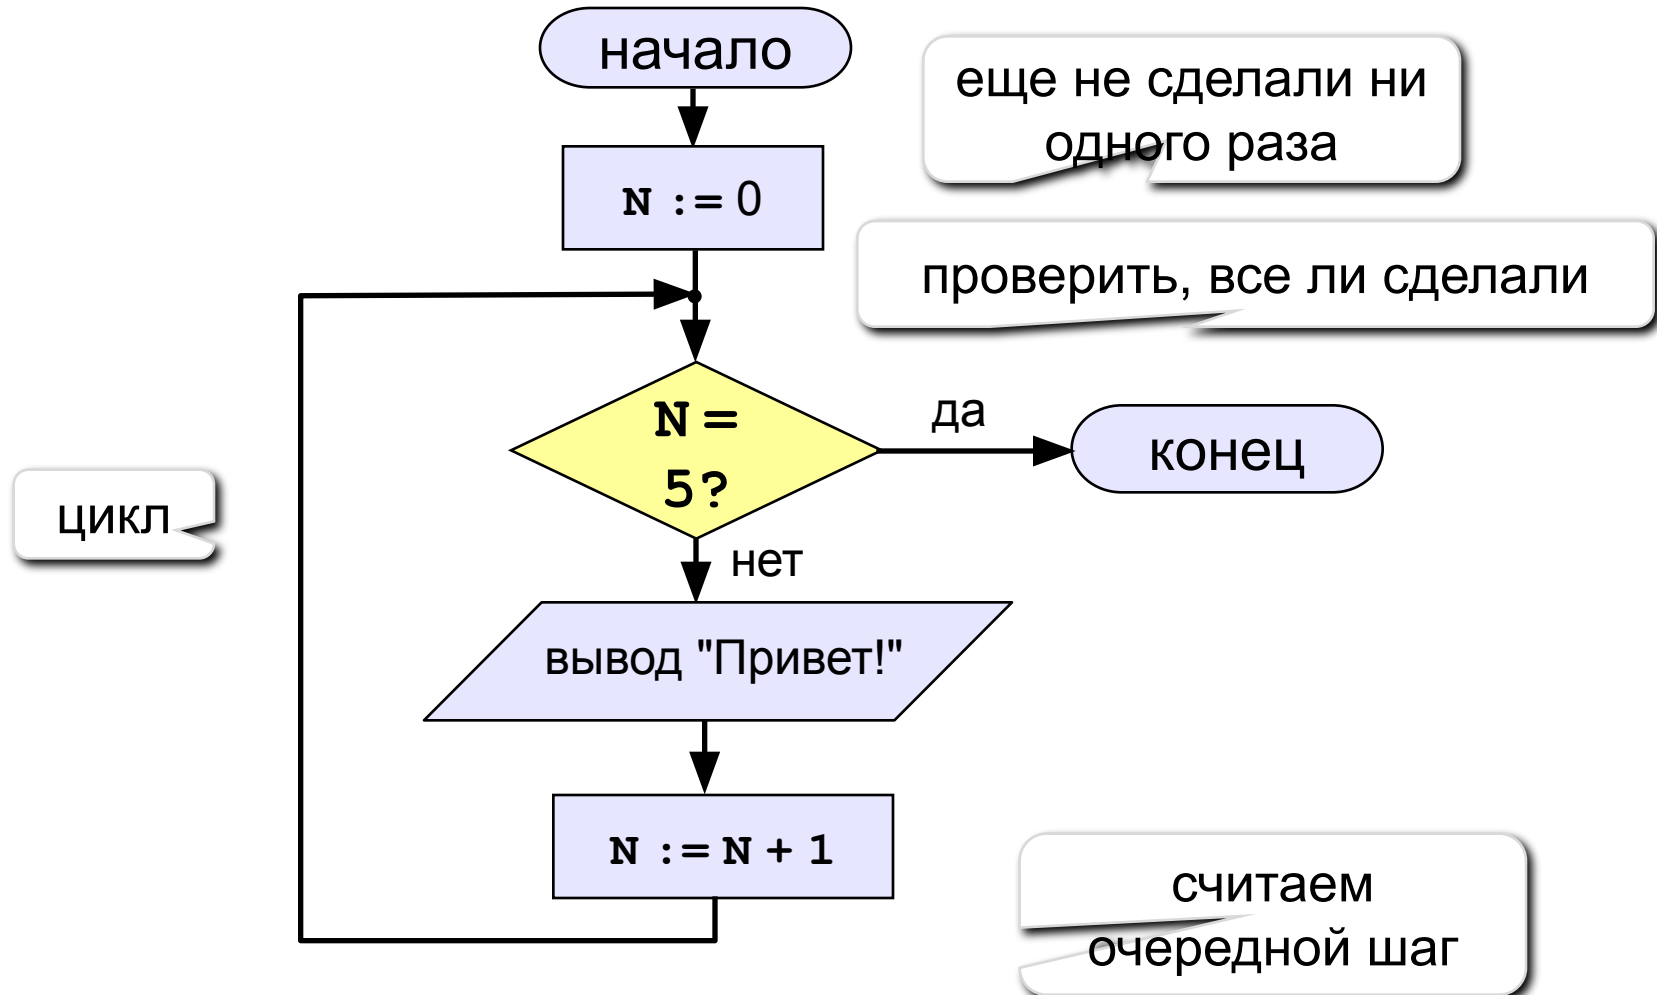 начало
еще не сделали ни
одного раза
N := 0
проверить, все ли сделали
N =
5?
да
конец
цикл
нет
вывод "Привет!"
N := N + 1
считаем
очередной шаг